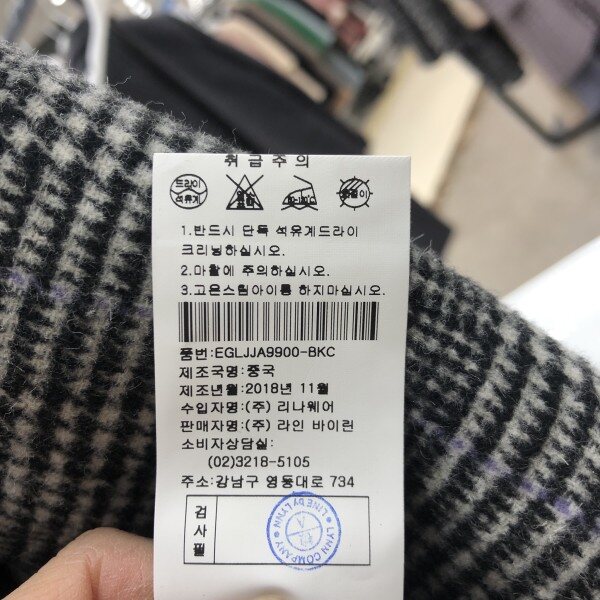 취급주의
드라이
석유계
1.반드시 단독 석유계드라이
크리닝하십시오.
2.마찰에 주의하십시오.
3.고온스팀아이롱 하지마십시오.
품번:EGLJJA9900-BKC
제조국명:중국
제조년월:2018년 11월
수입자명:(주) 리나웨어
판매자명:(주) 라인 바이린
소비자상담실:
(02)3218-5105
주소:강남구 영동대로 734
검사필
LINE BY LYNN
LYNN COMPANY